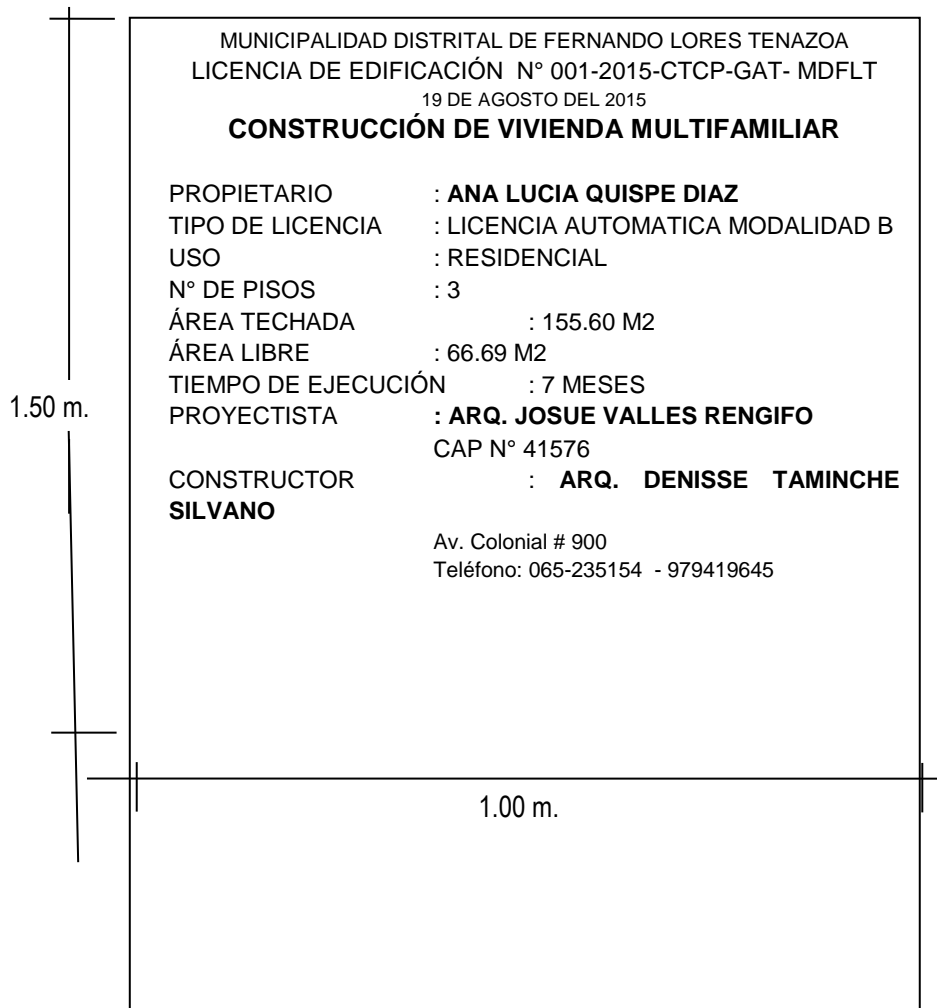 MUNICIPALIDAD DISTRITAL DE FERNANDO LORES TENAZOA
LICENCIA DE EDIFICACIÓN N° 001-2015-CTCP-GAT- MDFLT
19 DE AGOSTO DEL 2015
CONSTRUCCIÓN DE VIVIENDA MULTIFAMILIAR
PROPIETARIO : ANA LUCIA QUISPE DIAZ
TIPO DE LICENCIA : LICENCIA AUTOMATICA MODALIDAD B
USO : RESIDENCIAL
N° DE PISOS : 3
ÁREA TECHADA : 155.60 M2
ÁREA LIBRE : 66.69 M2
TIEMPO DE EJECUCIÓN : 7 MESES
1.50 m.
PROYECTISTA : ARQ. JOSUE VALLES RENGIFO
CAP N° 41576
CONSTRUCTOR : ARQ. DENISSE TAMINCHE
SILVANO
Av. Colonial # 900
Teléfono: 065-235154 - 979419645
1.00 m.